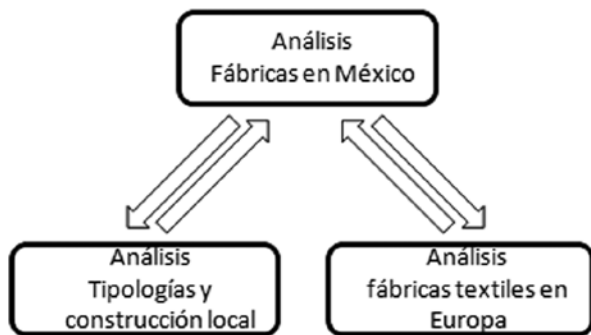 Análisis
Fábricas en México
Análisis
Tipologías y
construcción local
Análisis
fábricas textiles en
Europa